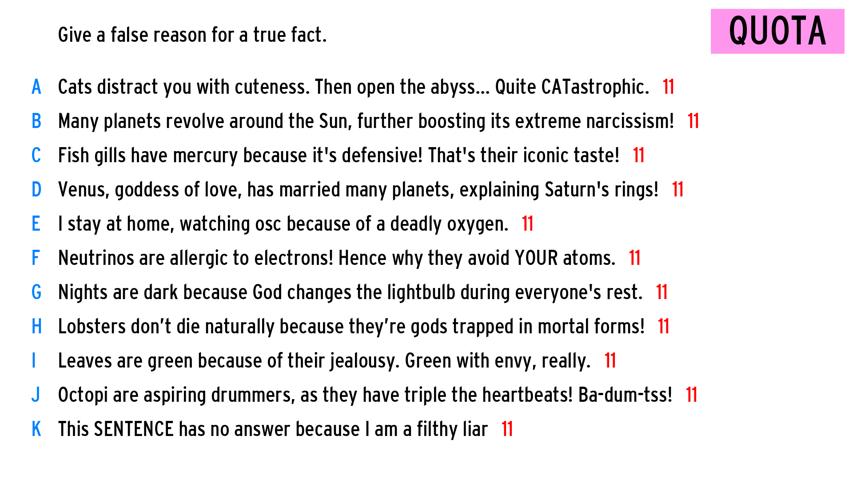 Give a false reason for a true fact.
QUOTA
A Cats distract you with cuteness. Then open the abyss... Quite CATastrophic. 11
B Many planets revolve around the Sun, further boosting its extreme narcissism! 11
C Fish gills have mercury because it's defensive! That's their iconic taste! 11
D Venus, goddess of love, has married many planets, explaining Saturn's rings! 11
E I stay at home, watching osc because of a deadly oxygen. 11
F Neutrinos are allergic to electrons! Hence why they avoid YOUR atoms. 11
G Nights are dark because God changes the lightbulb during everyone's rest. 11
H Lobsters don’t die naturally because they’re gods trapped in mortal forms! 11
I Leaves are green because of their jealousy. Green with envy, really. 11
J Octopi are aspiring drummers, as they have triple the heartbeats! Ba-dum-tss! 11
K This SENTENCE has no answer because I am a filthy liar 11